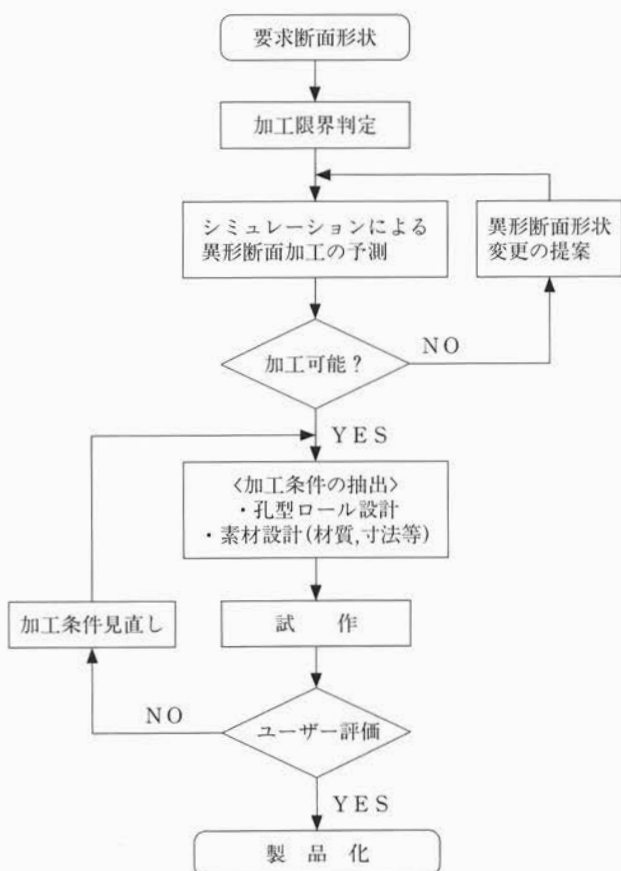 要求断面形状
加工限界判定
シミュレーションによる
異形断面加工の予測
異形断面形状
変更の提案
加工可能？
NO
YES
〈加工条件の抽出〉
・孔型ロール設計
・素材設計(材質,寸法等)
加工条件見直し
試　作
NO
ユーザー評価
YES
製 品 化